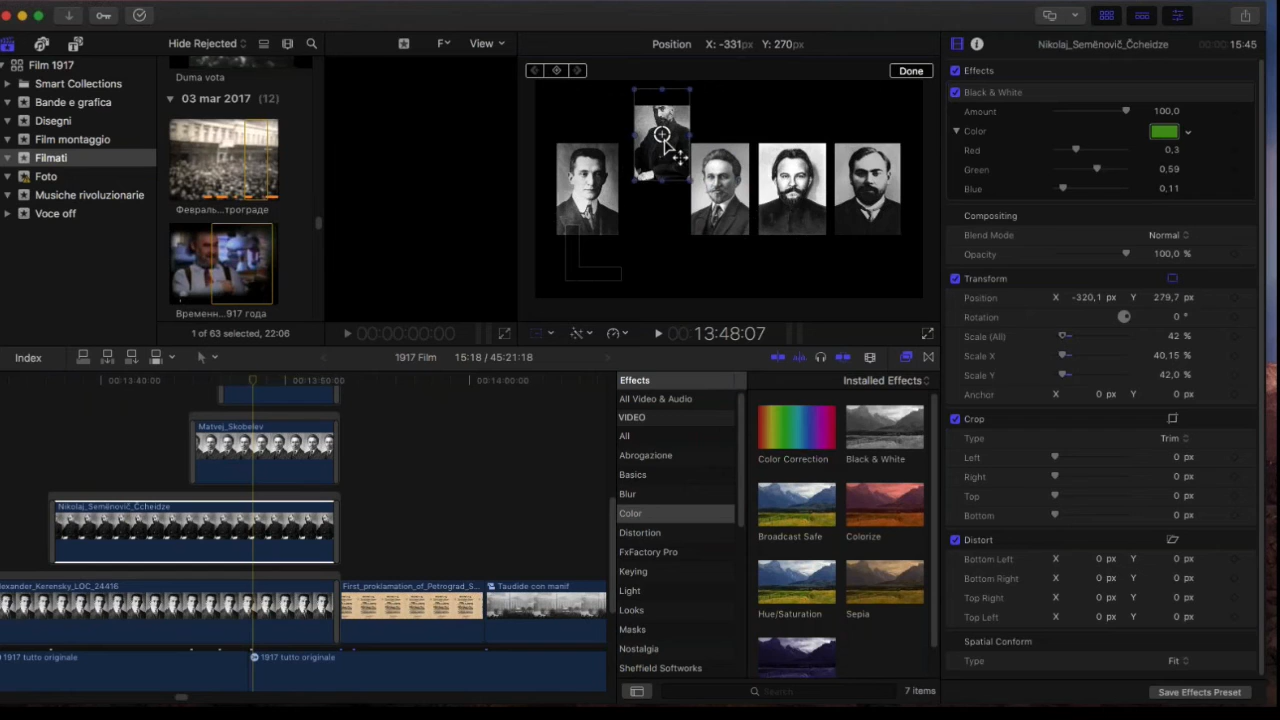 Hide Rejected
F
View
Position X: -331px Y: 270px
Nikolaj_Semënovič_Čcheidze
15:45
Film 1917
Smart Collections
Bande e grafica
Disegni
Film montaggio
Filmati
Foto
Musiche rivoluzionarie
Voce off
Duma vota
03 mar 2017 (12)
Февраль...трограде
Временн...917 года
1 of 63 selected, 22:06
00:00:00:00
Done
00:13:48:07
Effects
Black & White
Amount 100,0
Color
Red 0,3
Green 0,59
Blue 0,11
Compositing
Blend Mode Normal
Opacity 100,0 %
Transform
Position X -320,1 px Y 279,7 px
Rotation 0 °
Scale (All) 42 %
Scale X 40,15 %
Scale Y 42,0 %
Anchor X 0 px Y 0 px
Crop
Type Trim
Left 0 px
Right 0 px
Top 0 px
Bottom 0 px
Distort
Bottom Left X 0 px Y 0 px
Bottom Right X 0 px Y 0 px
Top Right X 0 px Y 0 px
Top Left X 0 px Y 0 px
Spatial Conform
Type Fit
Save Effects Preset
Index
1917 Film
15:18 / 45:21:18
00:13:40:00
00:13:50:00
00:14:00:00
Matvej_Skobelev
Nikolaj_Semënovič_Čcheidze
lexander_Kerensky_LOC_24416
First_proklamation_of_Petrograd_S...
Taudide con manif
1917 tutto originale
1917 tutto originale
Effects
Installed Effects
All Video & Audio
VIDEO
All
Abrogazione
Basics
Blur
Color
Distortion
FxFactory Pro
Keying
Light
Looks
Masks
Nostalgia
Sheffield Softworks
Color Correction
Black & White
Broadcast Safe
Colorize
Hue/Saturation
Sepia
Search
7 items